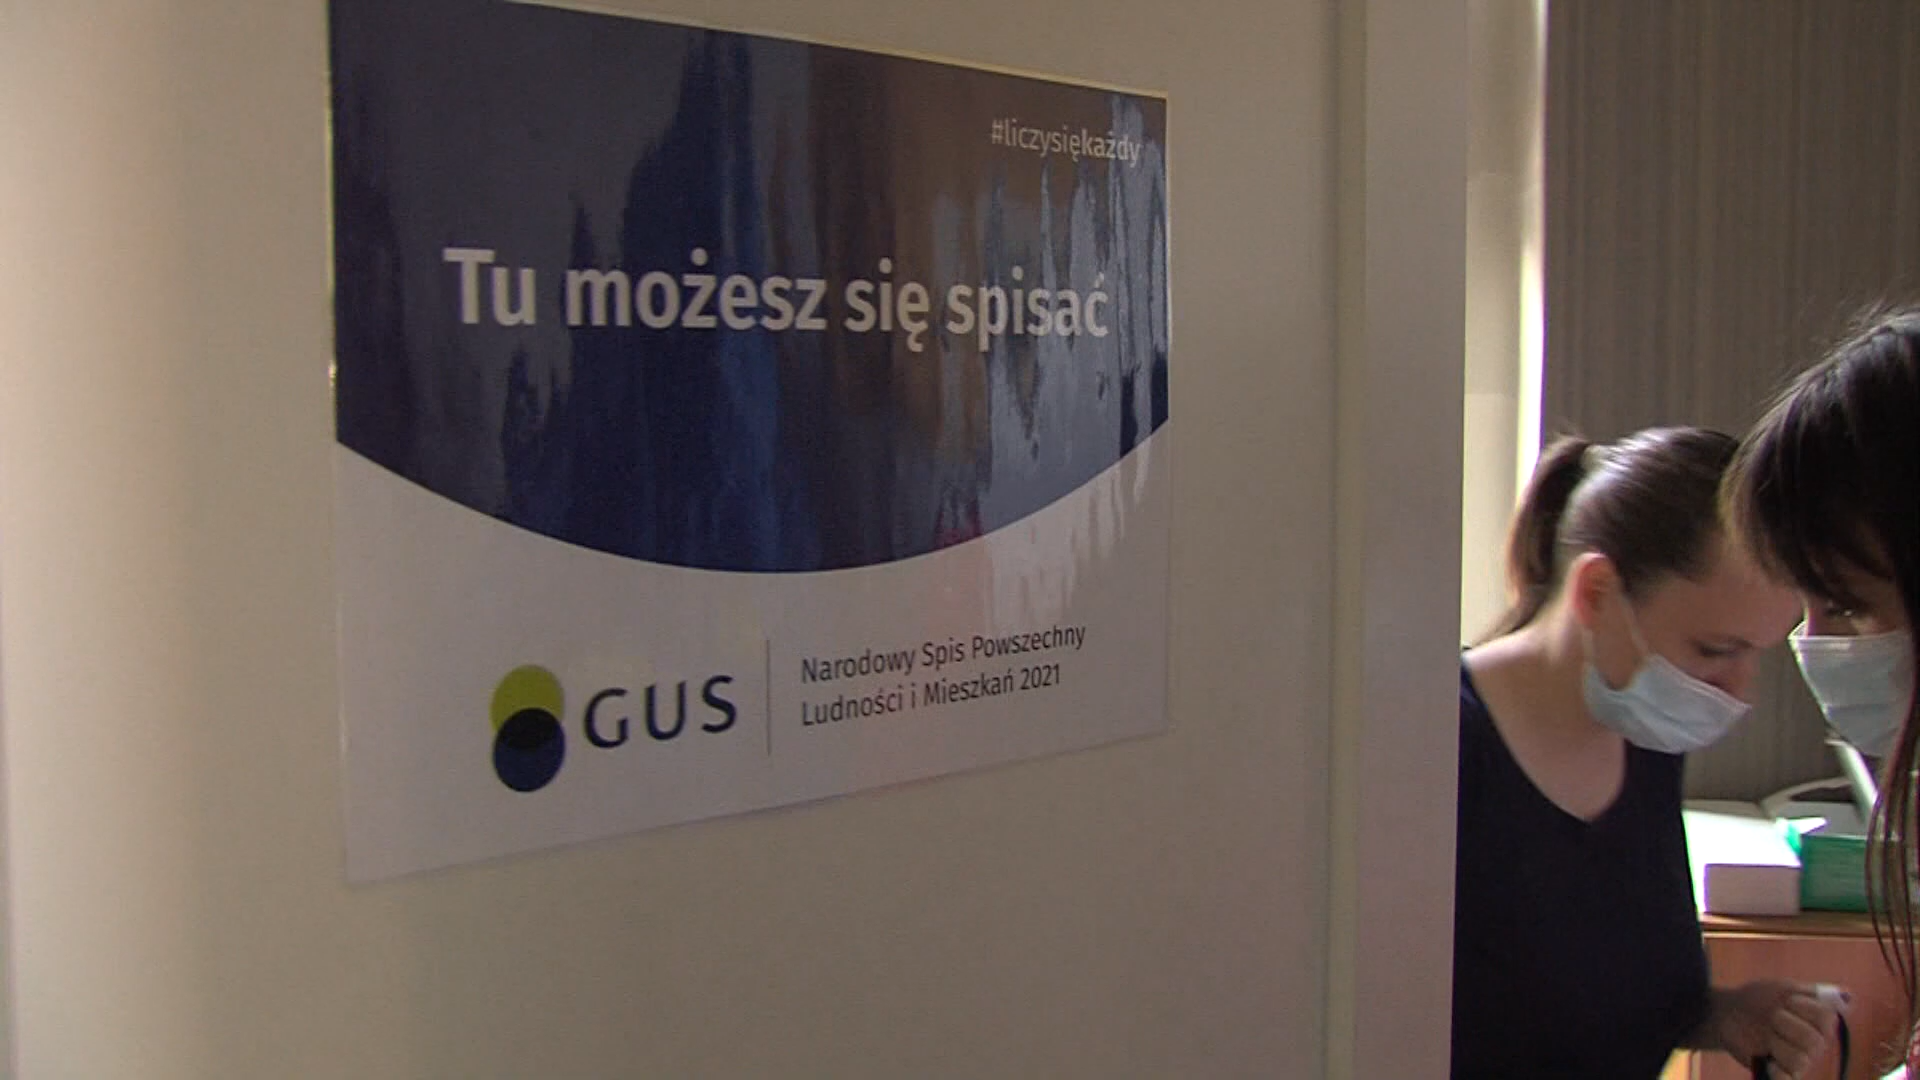 #liczysiękażdy
Tu możesz się spisać
GUS
Narodowy Spis Powszechny
Ludności i Mieszkań 2021